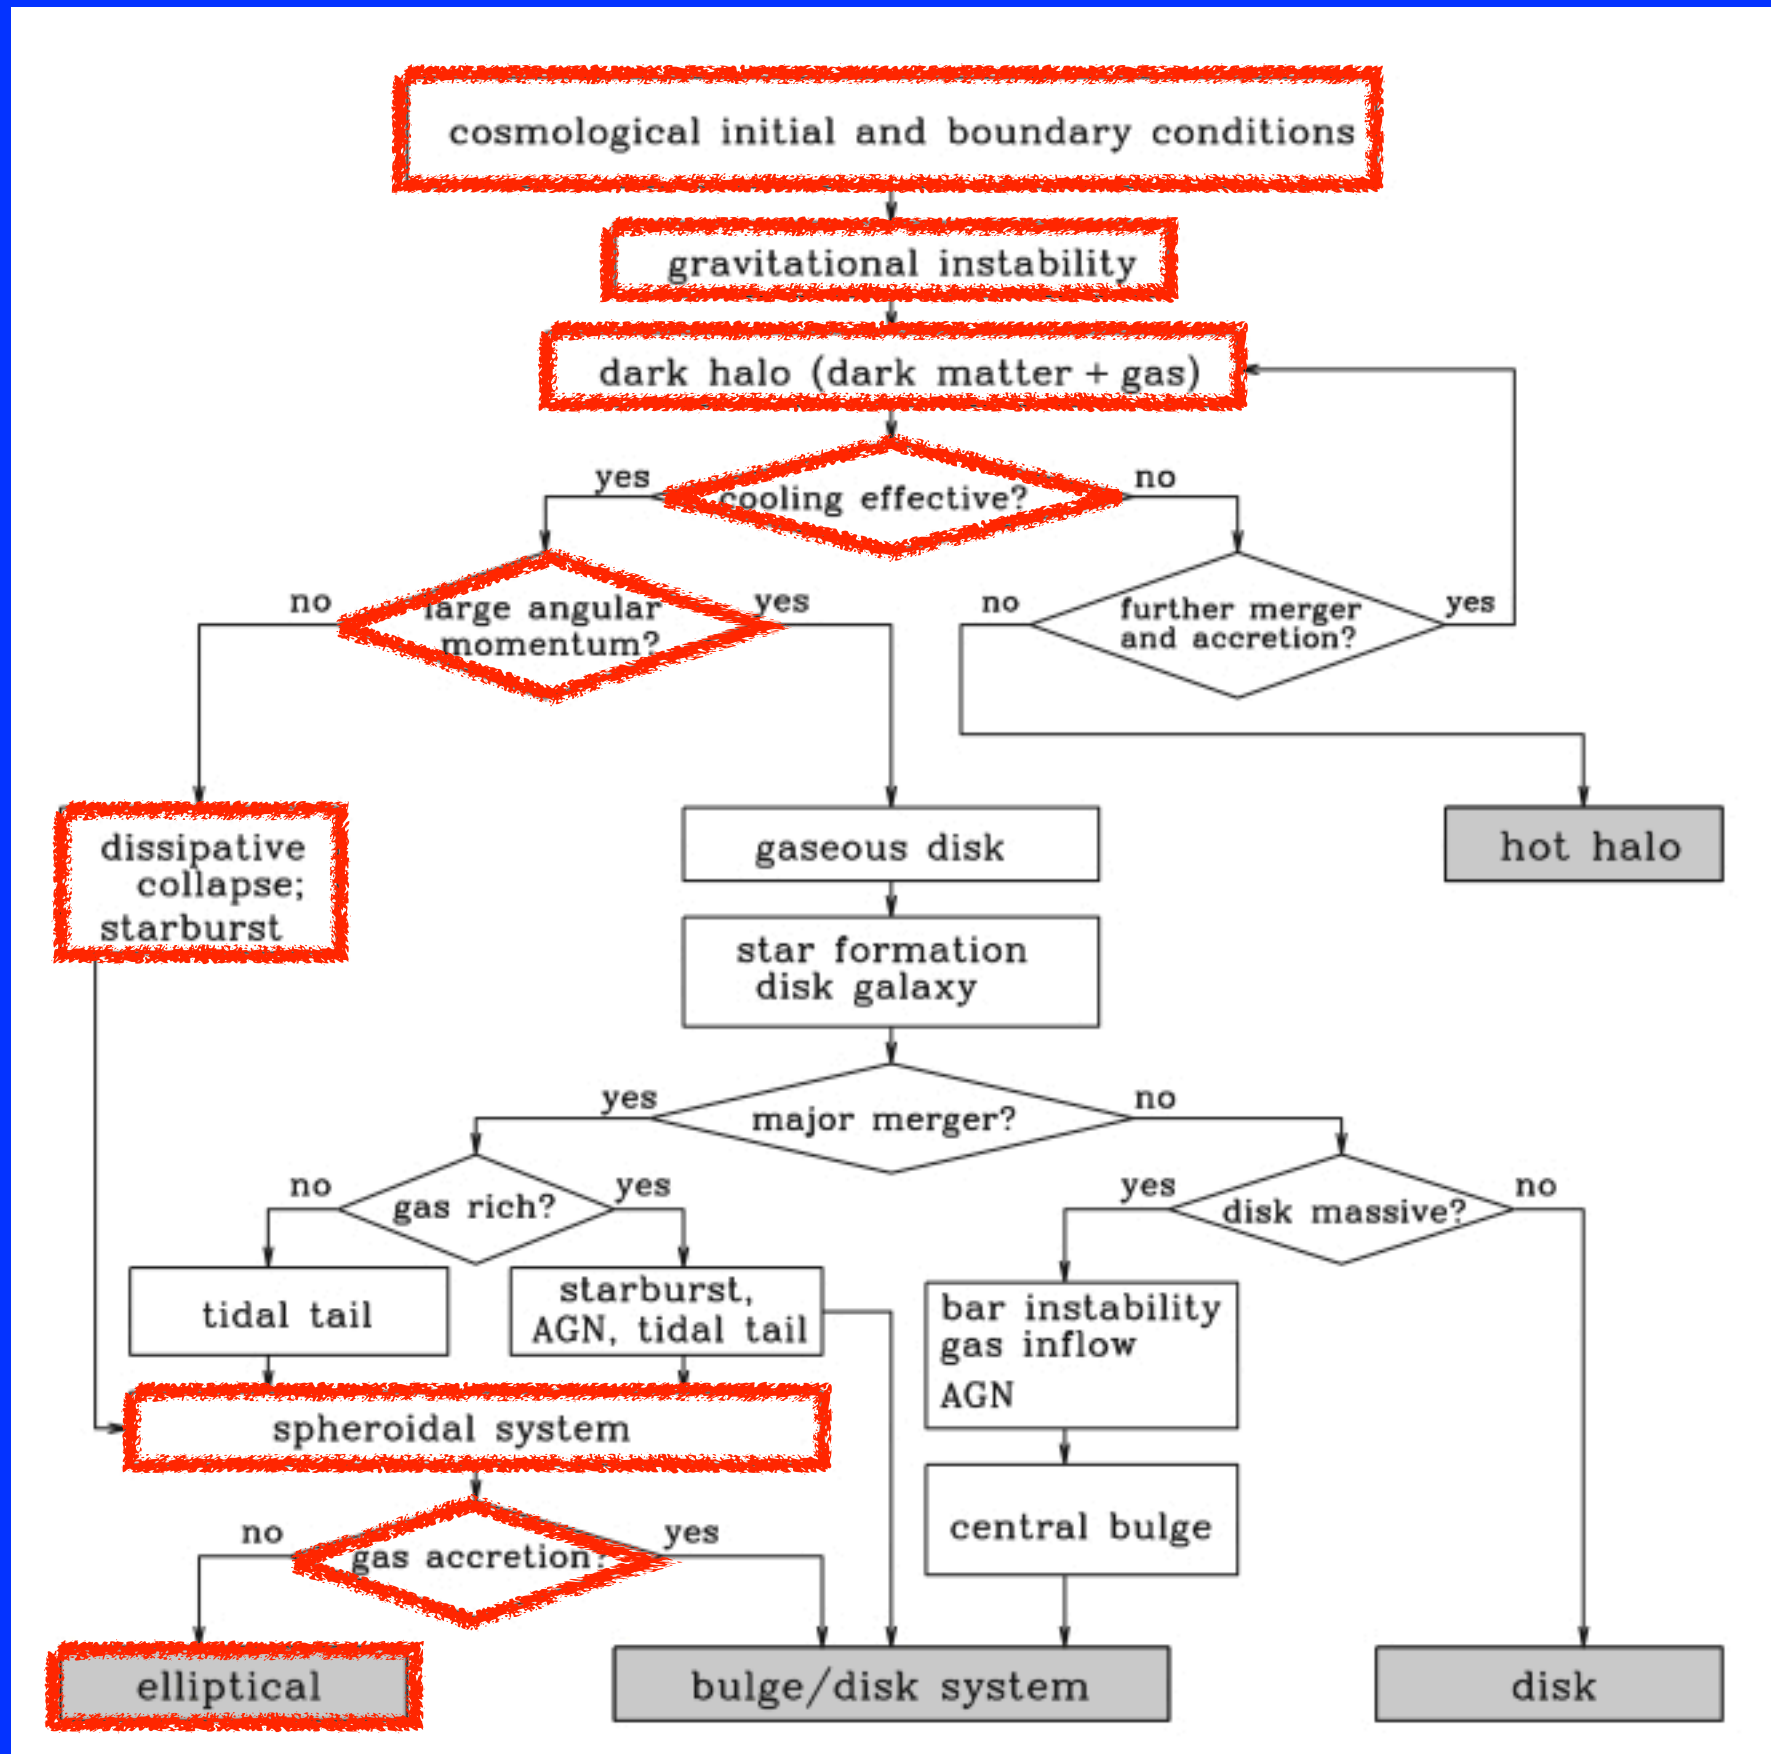 cosmological initial and boundary conditions
gravitational instability
dark halo (dark matter + gas)
yes
cooling effective?
no
no
large angular
momentum?
yes
no
further merger
and accretion?
yes
dissipative
collapse;
starburst
gaseous disk
hot halo
star formation
disk galaxy
yes
major merger?
no
no
gas rich?
yes
yes
disk massive?
no
tidal tail
starburst,
AGN, tidal tail
bar instability
gas inflow
AGN
spheroidal system
central bulge
no
gas accretion?
yes
elliptical
bulge/disk system
disk